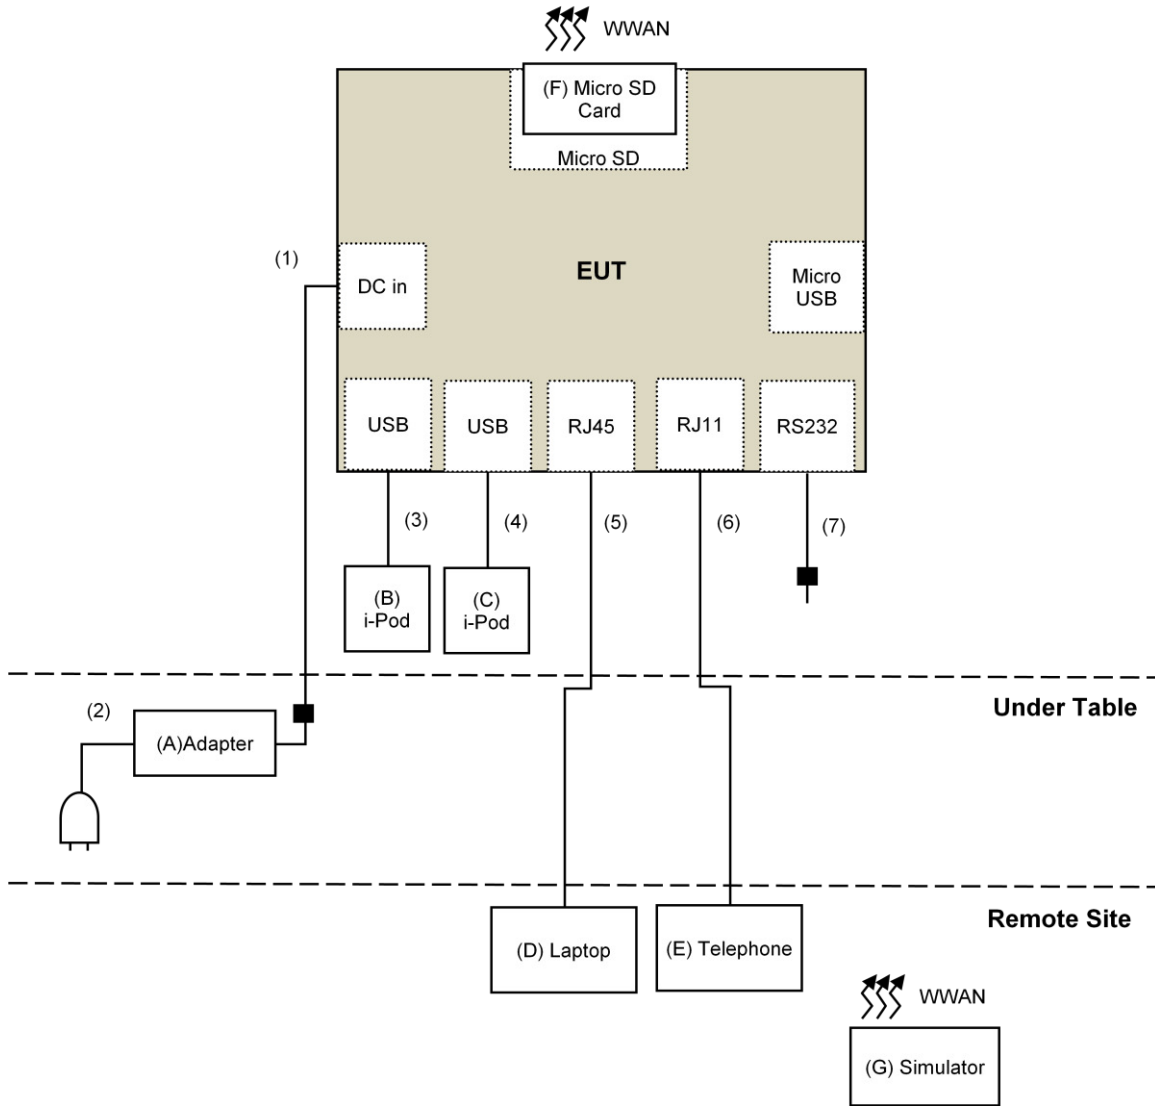 WWAN
(F) Micro SD
Card
Micro SD
(1)
DC in
EUT
Micro
USB
USB
USB
RJ45
RJ11
RS232
(3)
(4)
(5)
(6)
(7)
(B)
i-Pod
(C)
i-Pod
Under Table
(2)
(A)Adapter
Remote Site
(D) Laptop
(E) Telephone
WWAN
(G) Simulator